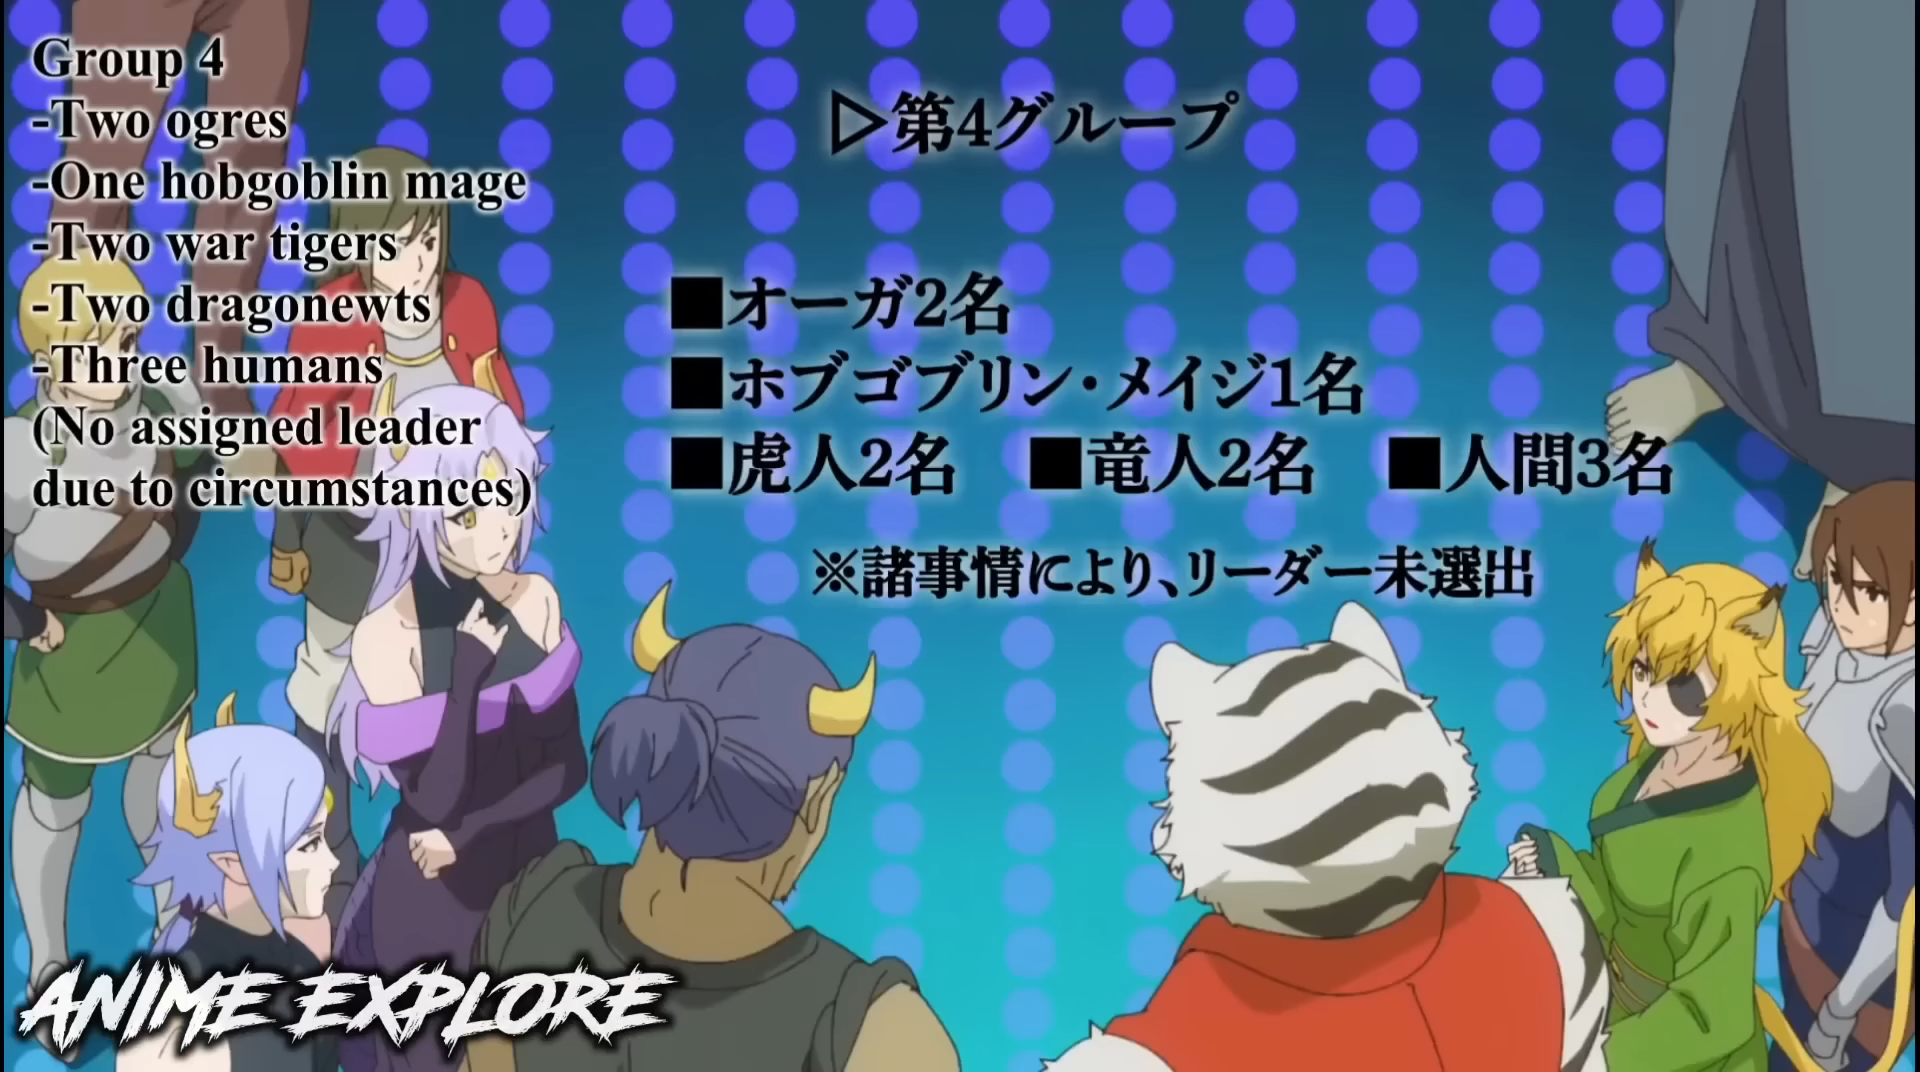 Group 4
-Two ogres
-One hobgoblin mage
-Two war tigers
-Two dragonewts
-Three humans
(No assigned leader
due to circumstances)
▷第4グループ
■オーガ2名
■ホブゴブリン・メイジ1名
■虎人2名 ■竜人2名 ■人間3名
※諸事情により、リーダー未選出
ANIME EXPLORE